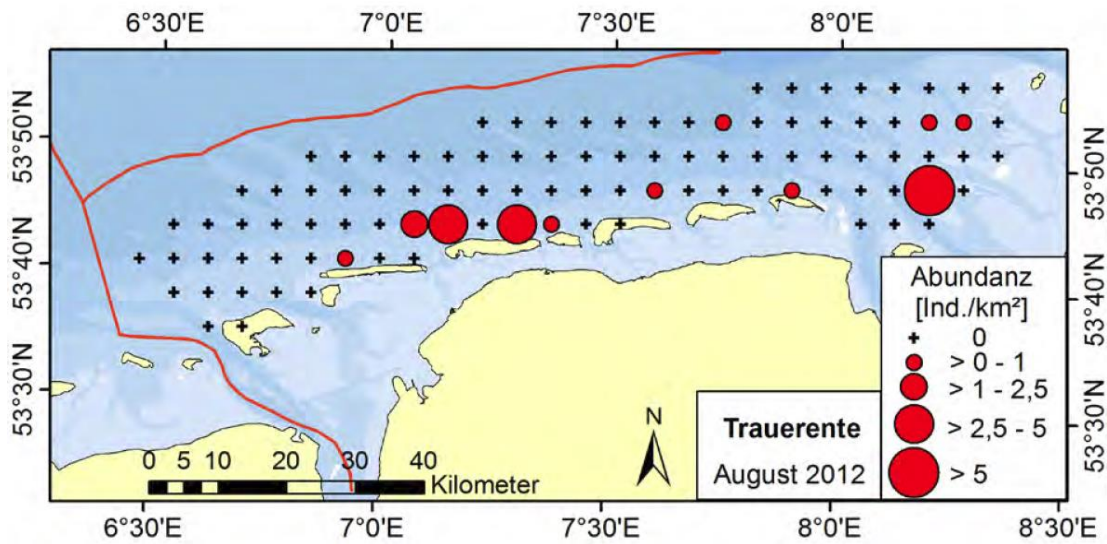 6°30'E 7°0'E 7°30'E 8°0'E
53°50'N
53°40'N
53°30'N
53°50'N
53°40'N
53°30'N
Abundanz
[Ind./km²]
0
> 0 - 1
> 1 - 2,5
> 2,5 - 5
> 5
N
Trauerente
August 2012
0 5 10 20 30 40
Kilometer
6°30'E 7°0'E 7°30'E 8°0'E 8°30'E